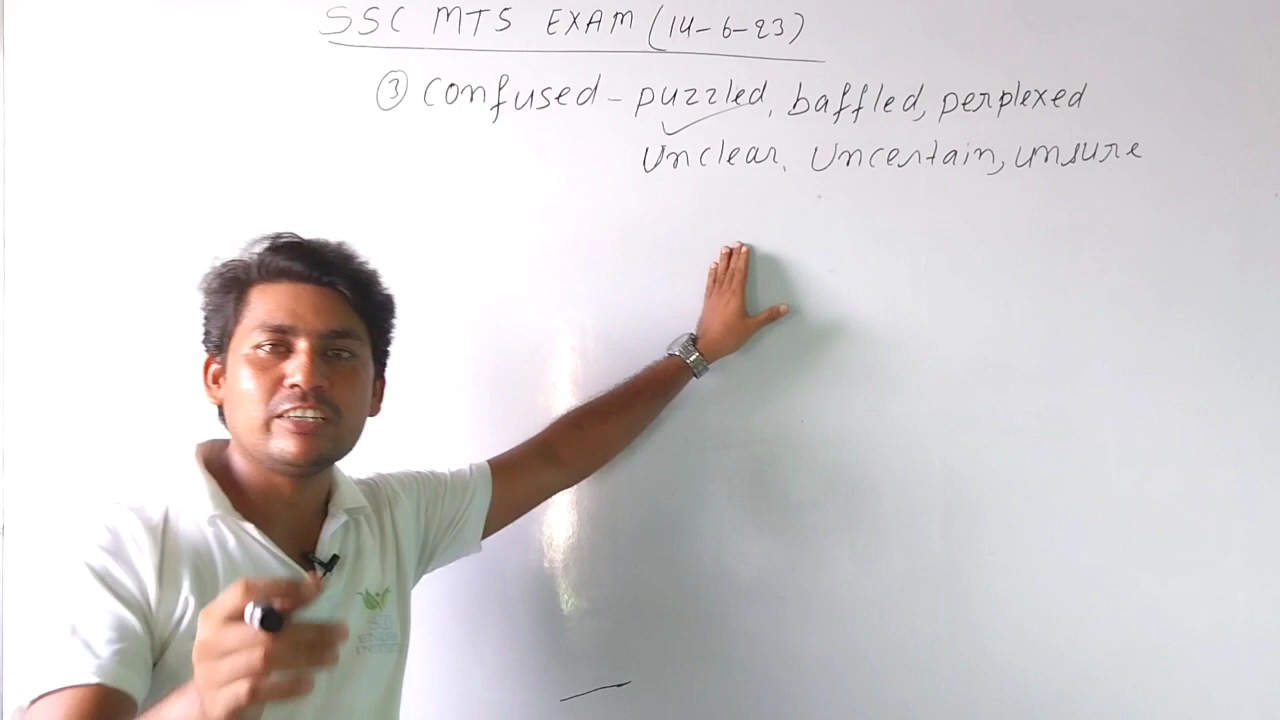 SSC MTS EXAM (14-6-23)
③ Confused - puzzled, baffled, perplexed
Unclear, Uncertain, unsure